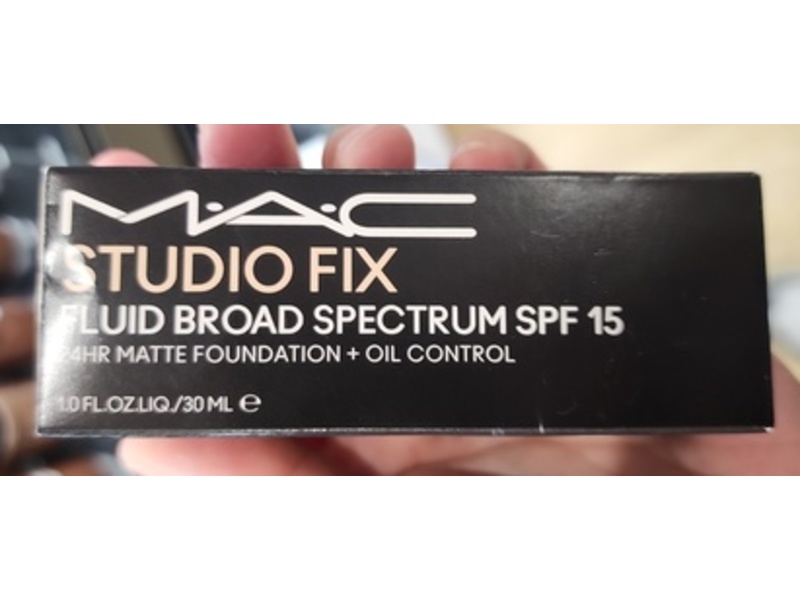 M·A·C
STUDIO FIX
FLUID BROAD SPECTRUM SPF 15
24HR MATTE FOUNDATION + OIL CONTROL
1.0 FL.OZ.LIQ./30 ML ℮